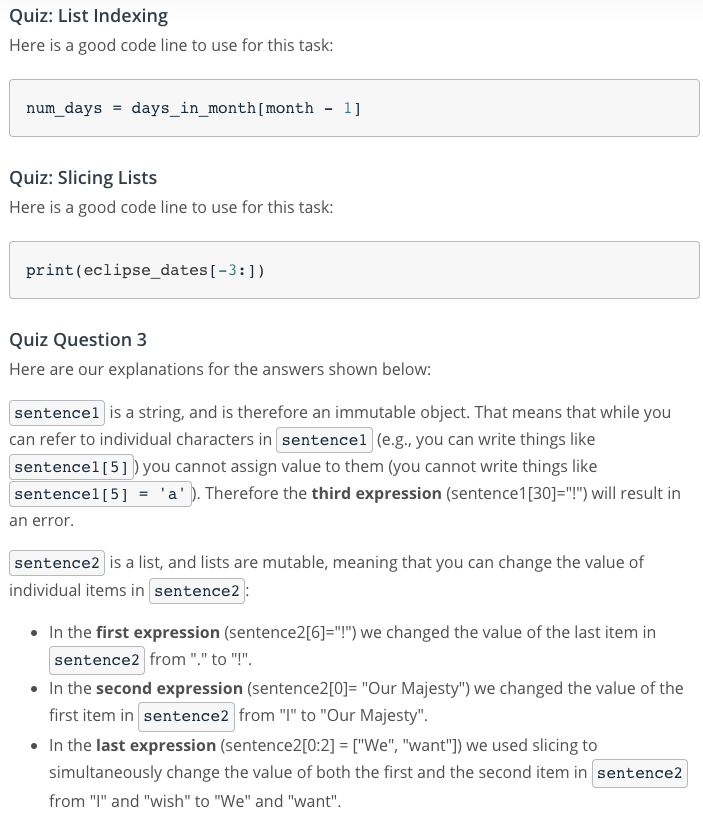 Quiz: List Indexing
Here is a good code line to use for this task:
num_days = days_in_month[month - 1]
Quiz: Slicing Lists
Here is a good code line to use for this task:
print(eclipse_dates[-3:])
Quiz Question 3
Here are our explanations for the answers shown below:
sentence1 is a string, and is therefore an immutable object. That means that while you
can refer to individual characters in sentence1 (e.g., you can write things like
sentence1[5] ) you cannot assign value to them (you cannot write things like
sentence1[5] = 'a' ). Therefore the third expression (sentence1[30]="!") will result in
an error.
sentence2 is a list, and lists are mutable, meaning that you can change the value of
individual items in sentence2 :
• In the first expression (sentence2[6]="!") we changed the value of the last item in
sentence2 from "." to "!".
• In the second expression (sentence2[0]= "Our Majesty") we changed the value of the
first item in sentence2 from "I" to "Our Majesty".
• In the last expression (sentence2[0:2] = ["We", "want"]) we used slicing to
simultaneously change the value of both the first and the second item in sentence2
from "I" and "wish" to "We" and "want".